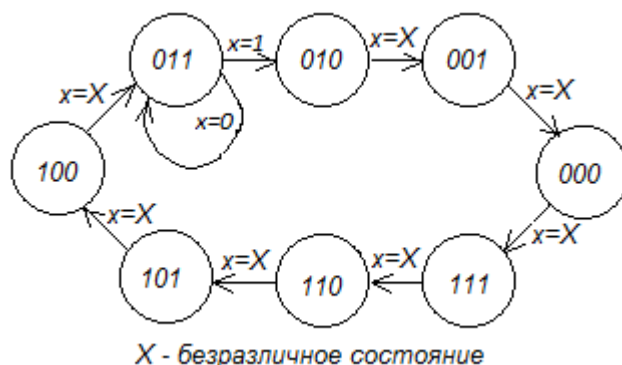 x=1
x=X
011
010
001
x=X
x=X
x=0
100
000
x=X
x=X
x=X
x=X
101
110
111
X - безразличное состояние